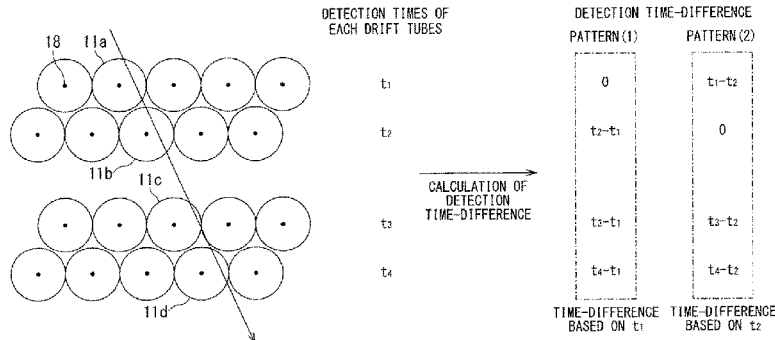 DETECTION TIMES OF
EACH DRIFT TUBES
DETECTION TIME-DIFFERENCE
PATTERN(1)
PATTERN(2)
18
11a
t₁
0
t₁-t₂
t₂
t₂-t₁
0
11b
11c
CALCULATION OF
DETECTION
TIME-DIFFERENCE
t₃
t₃-t₁
t₃-t₂
t₄
t₄-t₁
t₄-t₂
11d
TIME-DIFFERENCE
BASED ON t₁
TIME-DIFFERENCE
BASED ON t₂